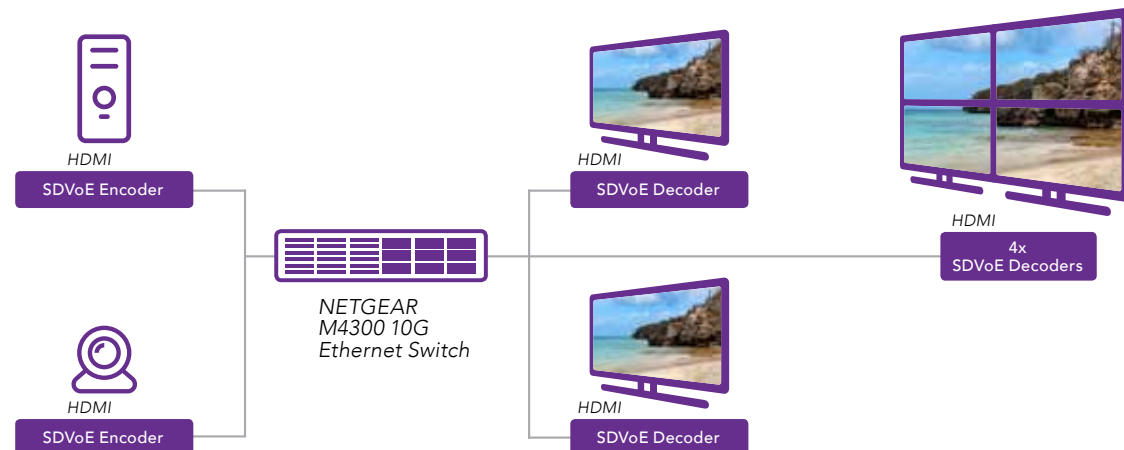 HDMI
SDVoE Encoder
HDMI
SDVoE Decoder
HDMI
4x
SDVoE Decoders
NETGEAR
M4300 10G
Ethernet Switch
HDMI
SDVoE Encoder
HDMI
SDVoE Decoder